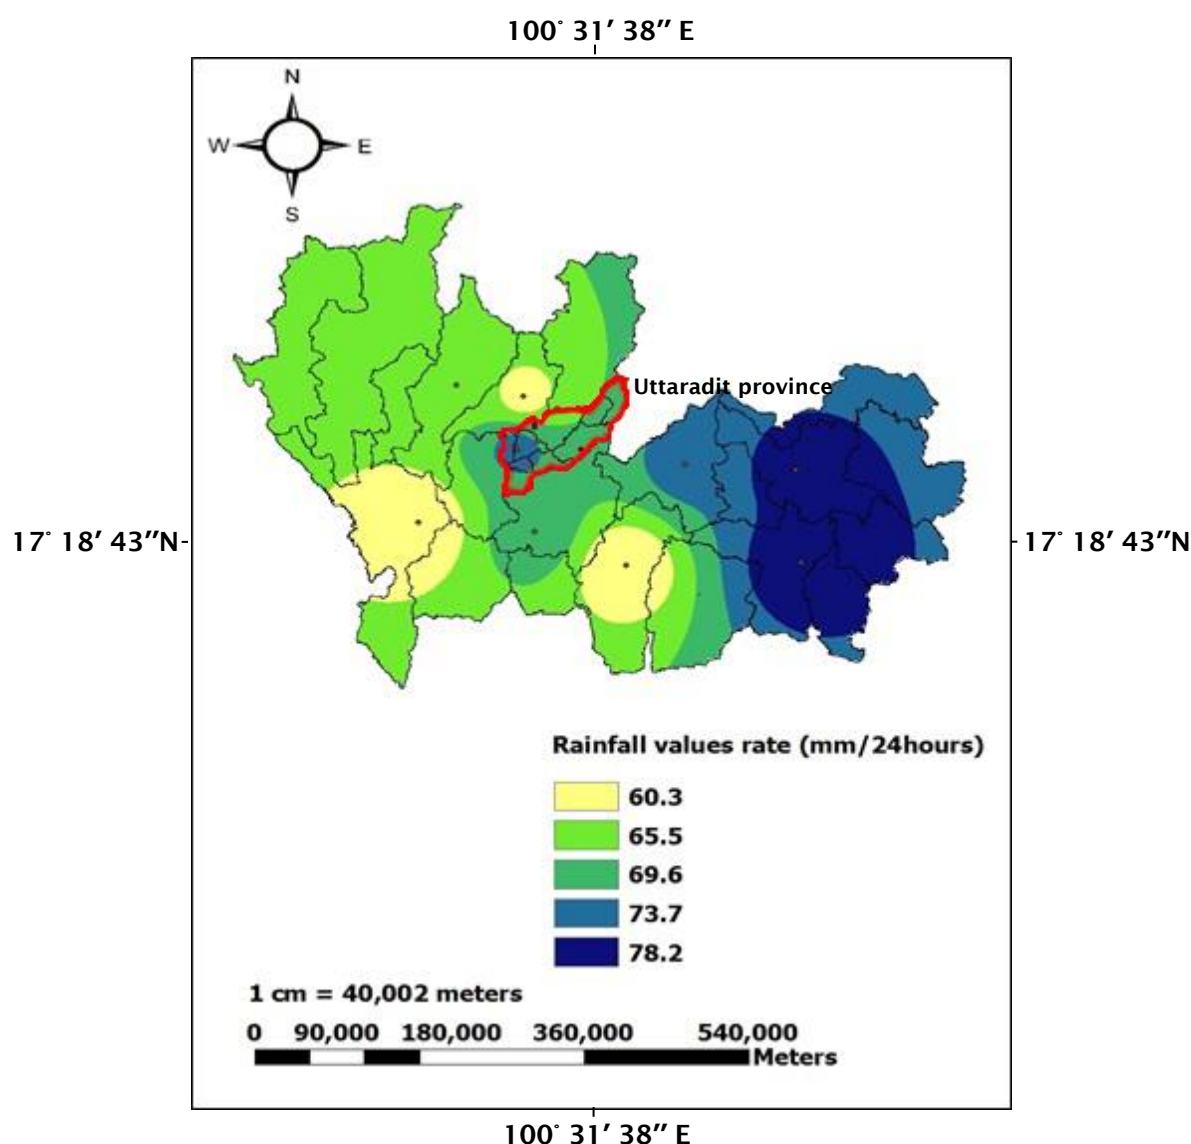 100° 31′ 38″ E
N
W E
S
Uttaradit province
17° 18′ 43″N
17° 18′ 43″N
Rainfall values rate (mm/24hours)
60.3
65.5
69.6
73.7
78.2
1 cm = 40,002 meters
0 90,000 180,000 360,000 540,000
Meters
100° 31′ 38″ E